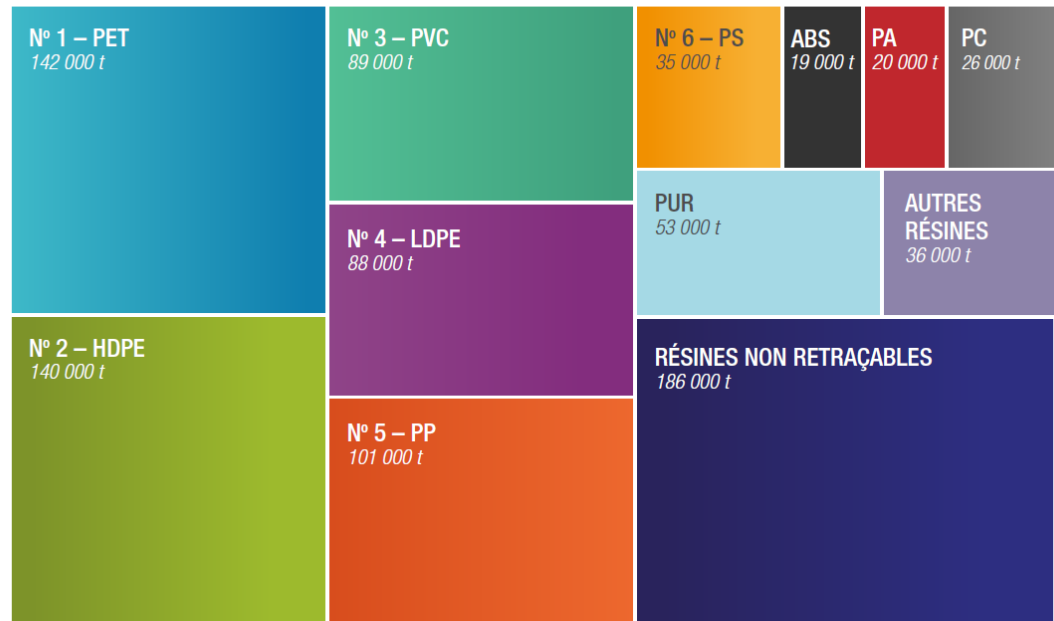 Nº 1 – PET
142 000 t
Nº 2 – HDPE
140 000 t
Nº 3 – PVC
89 000 t
Nº 4 – LDPE
88 000 t
Nº 5 – PP
101 000 t
Nº 6 – PS
35 000 t
ABS
19 000 t
PA
20 000 t
PC
26 000 t
PUR
53 000 t
AUTRES
RÉSINES
36 000 t
RÉSINES NON RETRAÇABLES
186 000 t